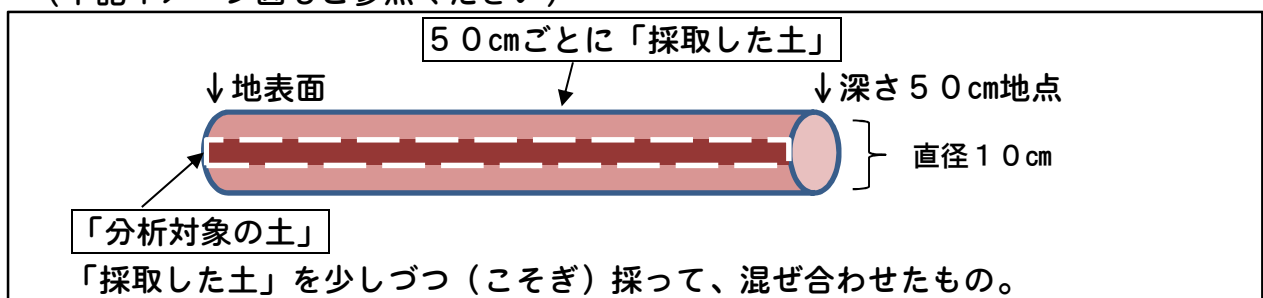 ５０㎝ごとに「採取した土」
↓地表面
↓深さ５０㎝地点
直径１０㎝
「分析対象の土」
「採取した土」を少しづつ（こそぎ）採って、混ぜ合わせたもの。